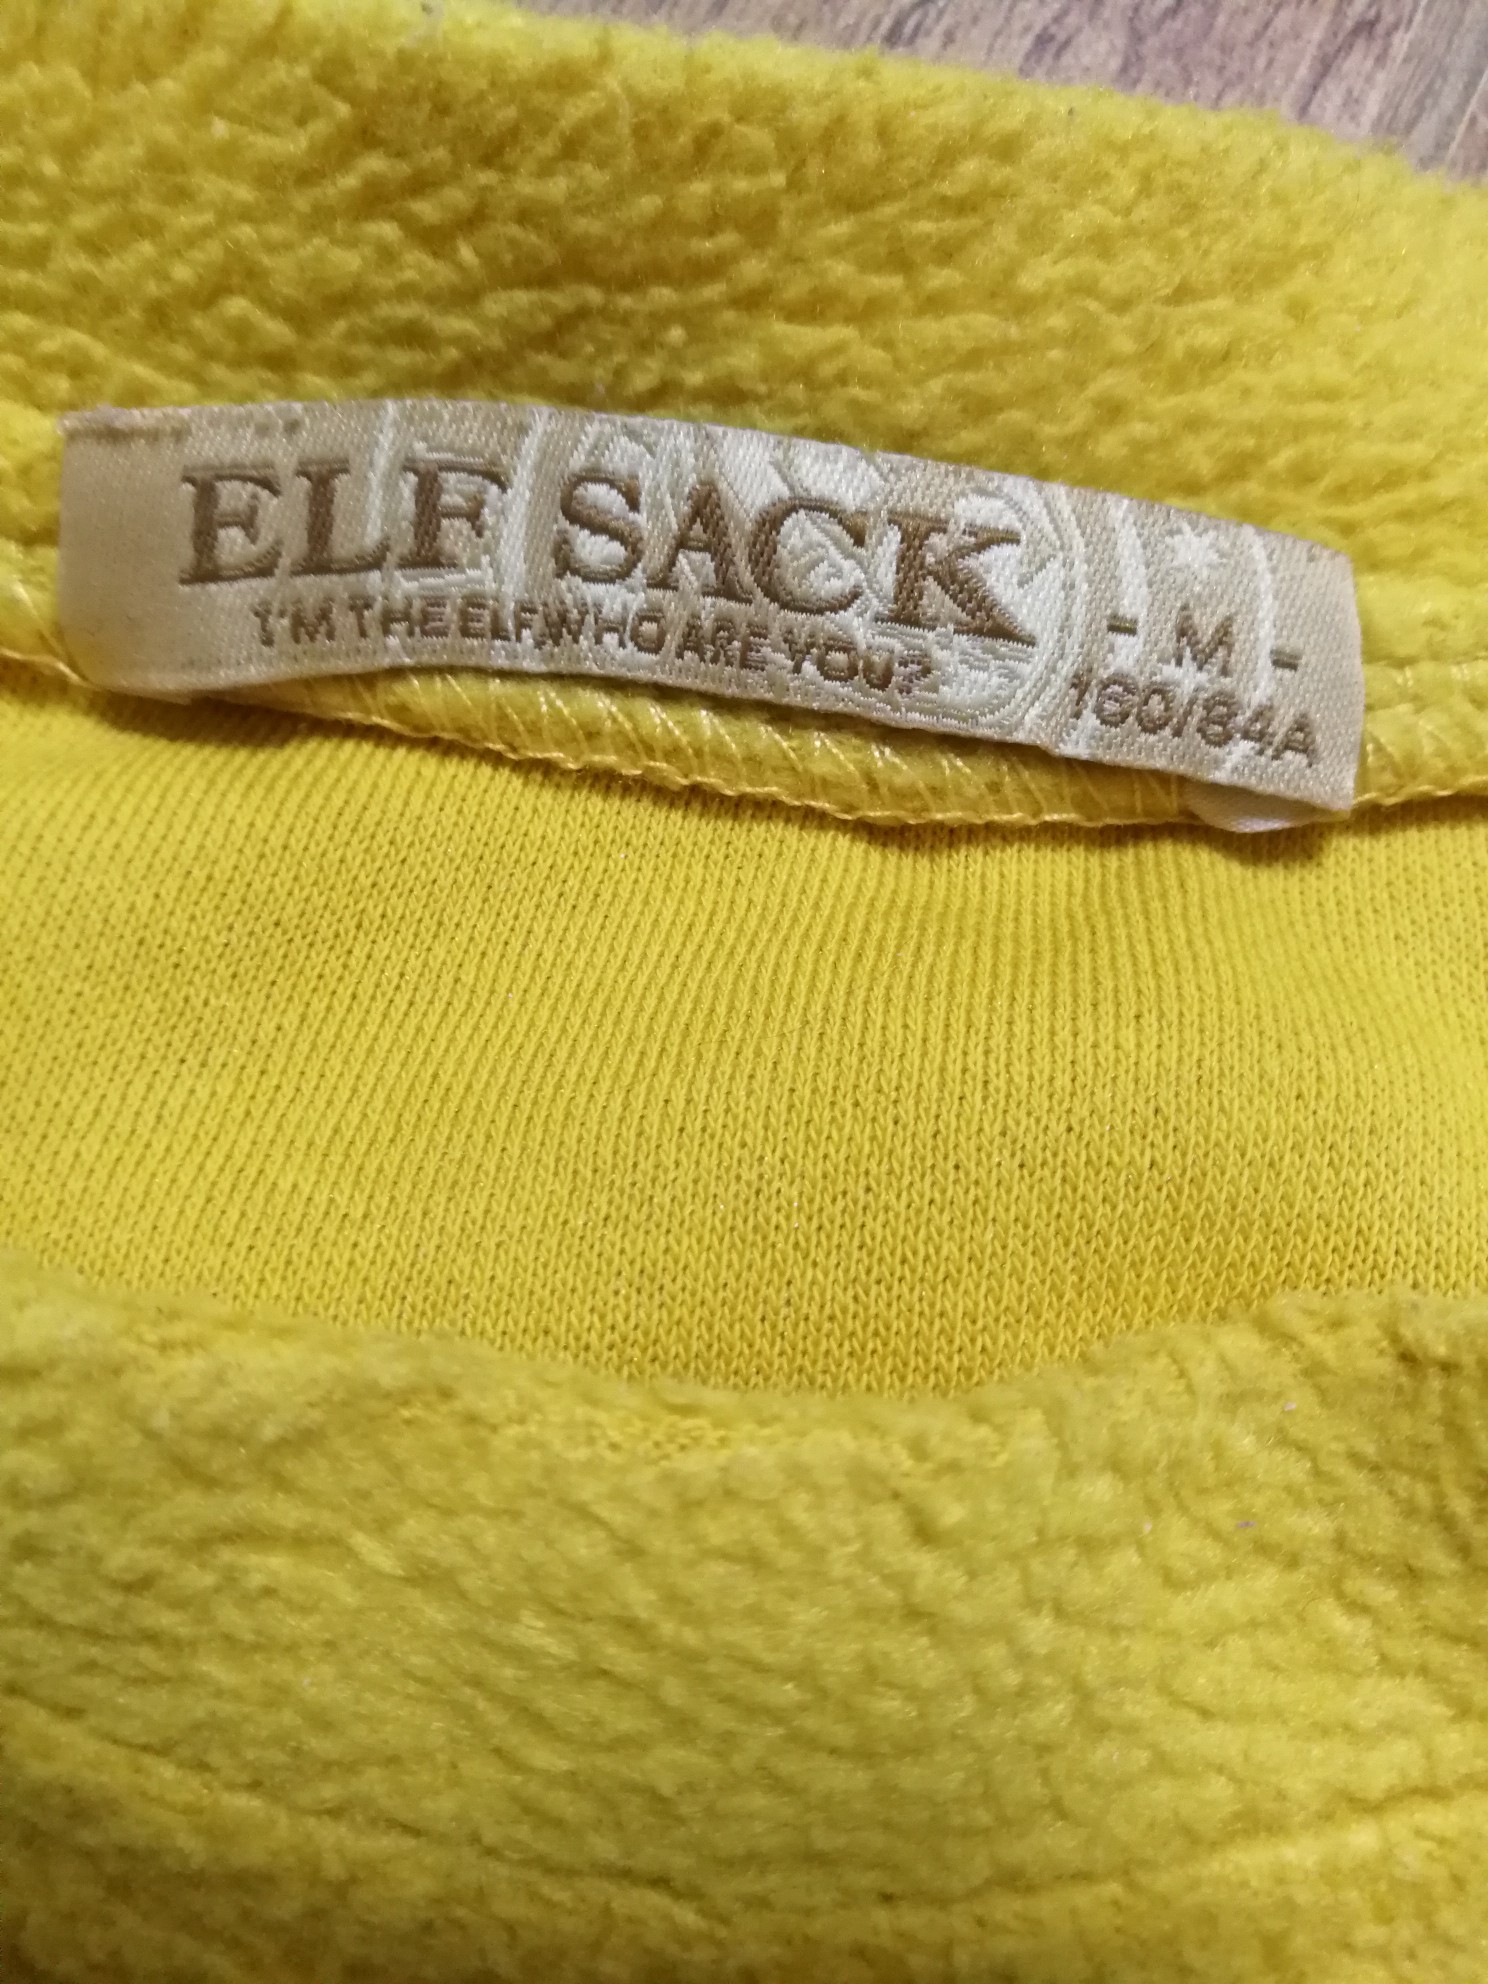 ELF SACK
I'M THE ELF,WHO ARE YOU?
- M -
160/84A